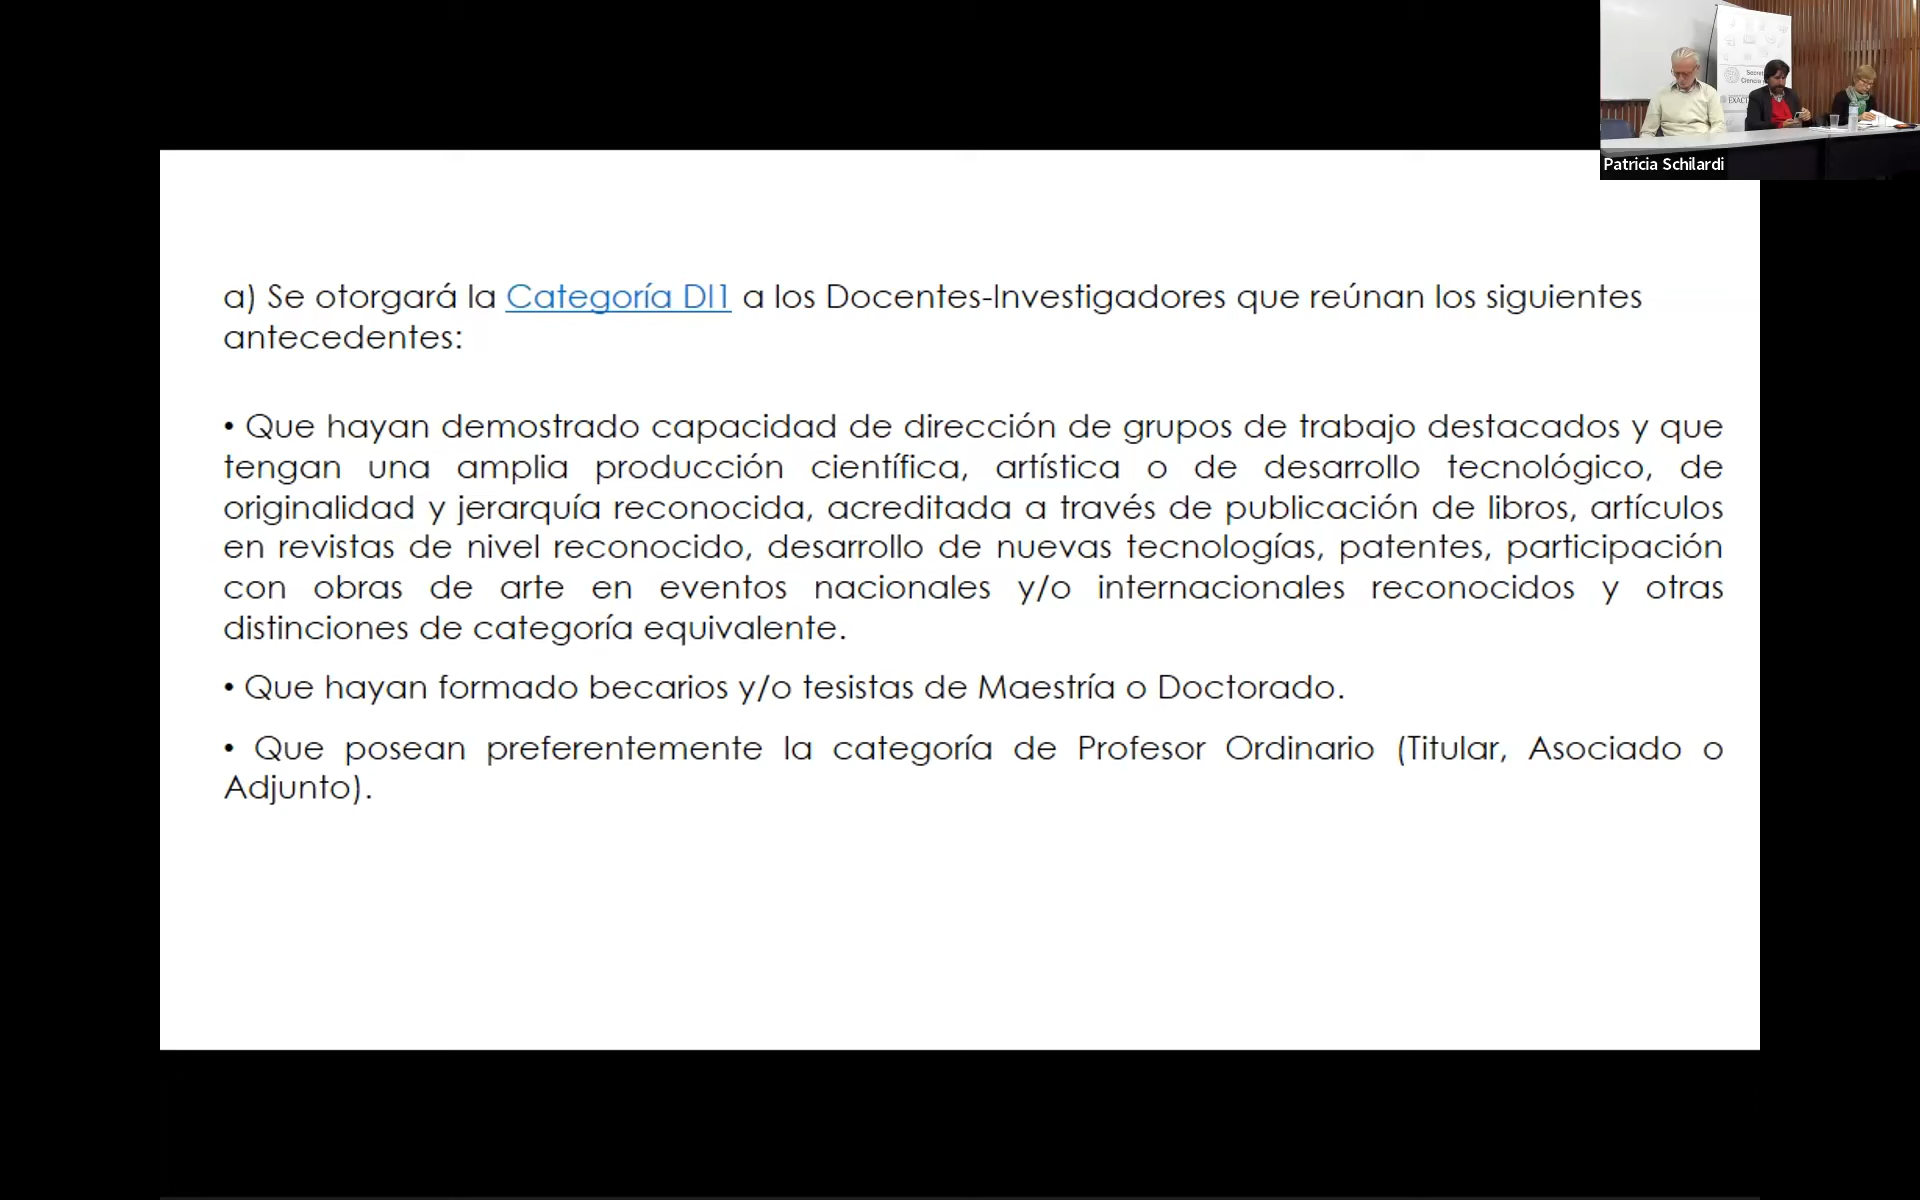 Secret
Ciencia
EXACT
Patricia Schilardi
a) Se otorgará la Categoría DI1 a los Docentes-Investigadores que reúnan los siguientes
antecedentes:
• Que hayan demostrado capacidad de dirección de grupos de trabajo destacados y que
tengan una amplia producción científica, artística o de desarrollo tecnológico, de
originalidad y jerarquía reconocida, acreditada a través de publicación de libros, artículos
en revistas de nivel reconocido, desarrollo de nuevas tecnologías, patentes, participación
con obras de arte en eventos nacionales y/o internacionales reconocidos y otras
distinciones de categoría equivalente.
• Que hayan formado becarios y/o tesistas de Maestría o Doctorado.
• Que posean preferentemente la categoría de Profesor Ordinario (Titular, Asociado o
Adjunto).